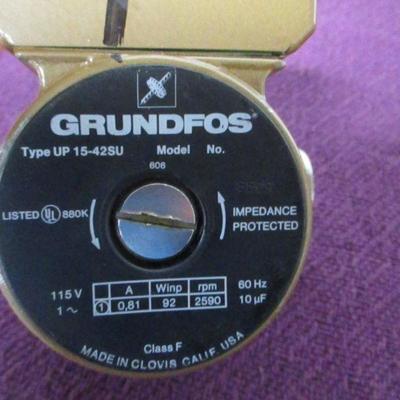 GRUNDFOS®
Type UP 15-42SU Model No.
606
LISTED UL 880K
IMPEDANCE PROTECTED
115 V
1 ~
A Winp rpm
1 0,81 92 2590
60 Hz
10 µF
Class F
MADE IN CLOVIS CALIF. USA